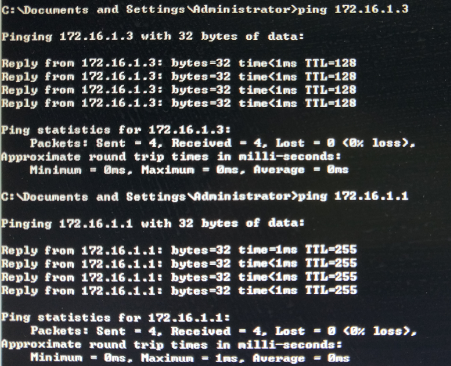 C:\Documents and Settings\Administrator>ping 172.16.1.3
Pinging 172.16.1.3 with 32 bytes of data:
Reply from 172.16.1.3: bytes=32 time<1ms TTL=128
Reply from 172.16.1.3: bytes=32 time<1ms TTL=128
Reply from 172.16.1.3: bytes=32 time<1ms TTL=128
Reply from 172.16.1.3: bytes=32 time<1ms TTL=128
Ping statistics for 172.16.1.3:
Packets: Sent = 4, Received = 4, Lost = 0 (0% loss),
Approximate round trip times in milli-seconds:
Minimum = 0ms, Maximum = 0ms, Average = 0ms
C:\Documents and Settings\Administrator>ping 172.16.1.1
Pinging 172.16.1.1 with 32 bytes of data:
Reply from 172.16.1.1: bytes=32 time=1ms TTL=255
Reply from 172.16.1.1: bytes=32 time<1ms TTL=255
Reply from 172.16.1.1: bytes=32 time<1ms TTL=255
Reply from 172.16.1.1: bytes=32 time<1ms TTL=255
Ping statistics for 172.16.1.1:
Packets: Sent = 4, Received = 4, Lost = 0 (0% loss),
Approximate round trip times in milli-seconds:
Minimum = 0ms, Maximum = 1ms, Average = 0ms